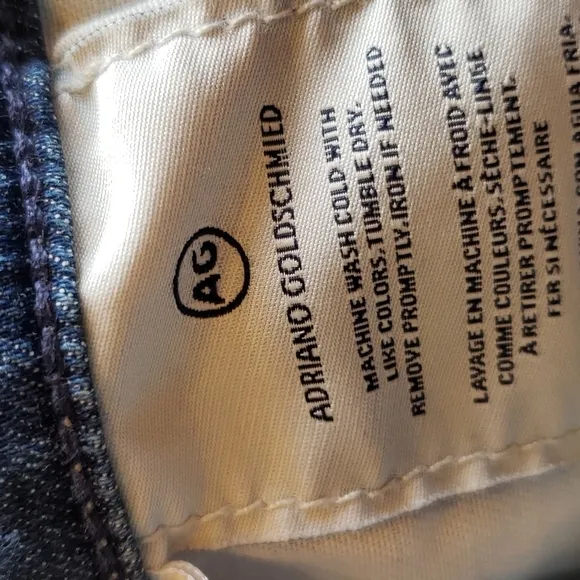 AG
ADRIANO GOLDSCHMIED
MACHINE WASH COLD WITH
LIKE COLORS. TUMBLE DRY.
REMOVE PROMPTLY. IRON IF NEEDED
LAVAGE EN MACHINE À FROID AVEC
COMME COULEURS. SÈCHE-LINGE
À RETIRER PROMPTEMENT.
FER SI NÉCESSAIRE
FRIA.